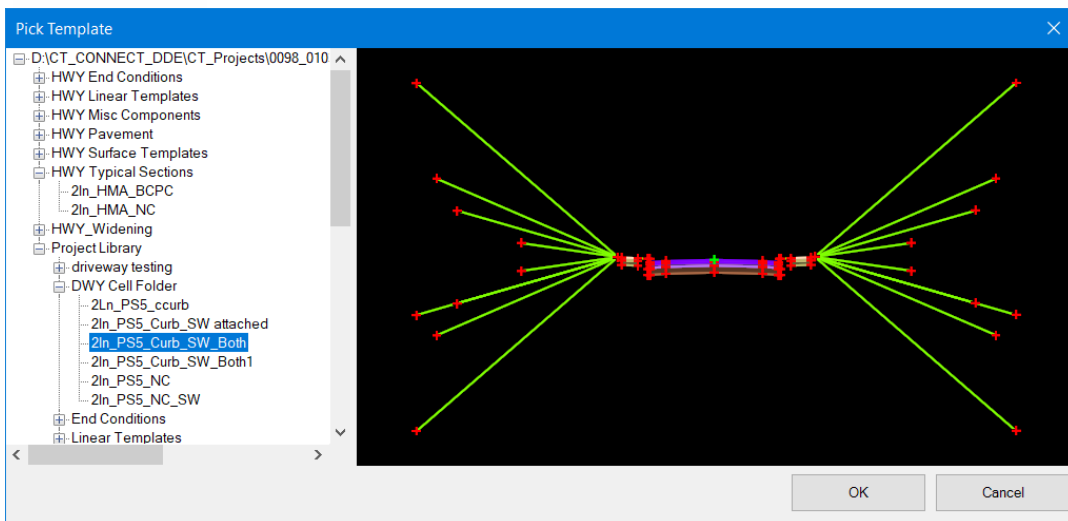 Pick Template
D:\CT_CONNECT_DDE\CT_Projects\0098_010
HWY End Conditions
HWY Linear Templates
HWY Misc Components
HWY Pavement
HWY Surface Templates
HWY Typical Sections
2ln_HMA_BCPC
2ln_HMA_NC
HWY_Widening
Project Library
driveway testing
DWY Cell Folder
2Ln_PS5_ccurb
2ln_PS5_Curb_SW attached
2ln_PS5_Curb_SW_Both
2ln_PS5_Curb_SW_Both1
2ln_PS5_NC
2ln_PS5_NC_SW
End Conditions
Linear Templates
OK Cancel